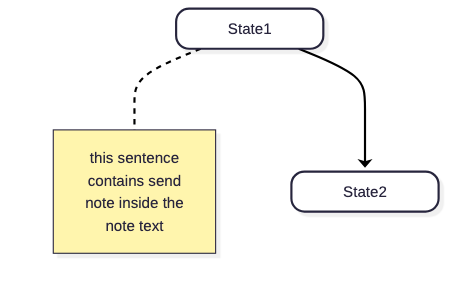 State1
this sentence
contains send
note inside the
note text
State2